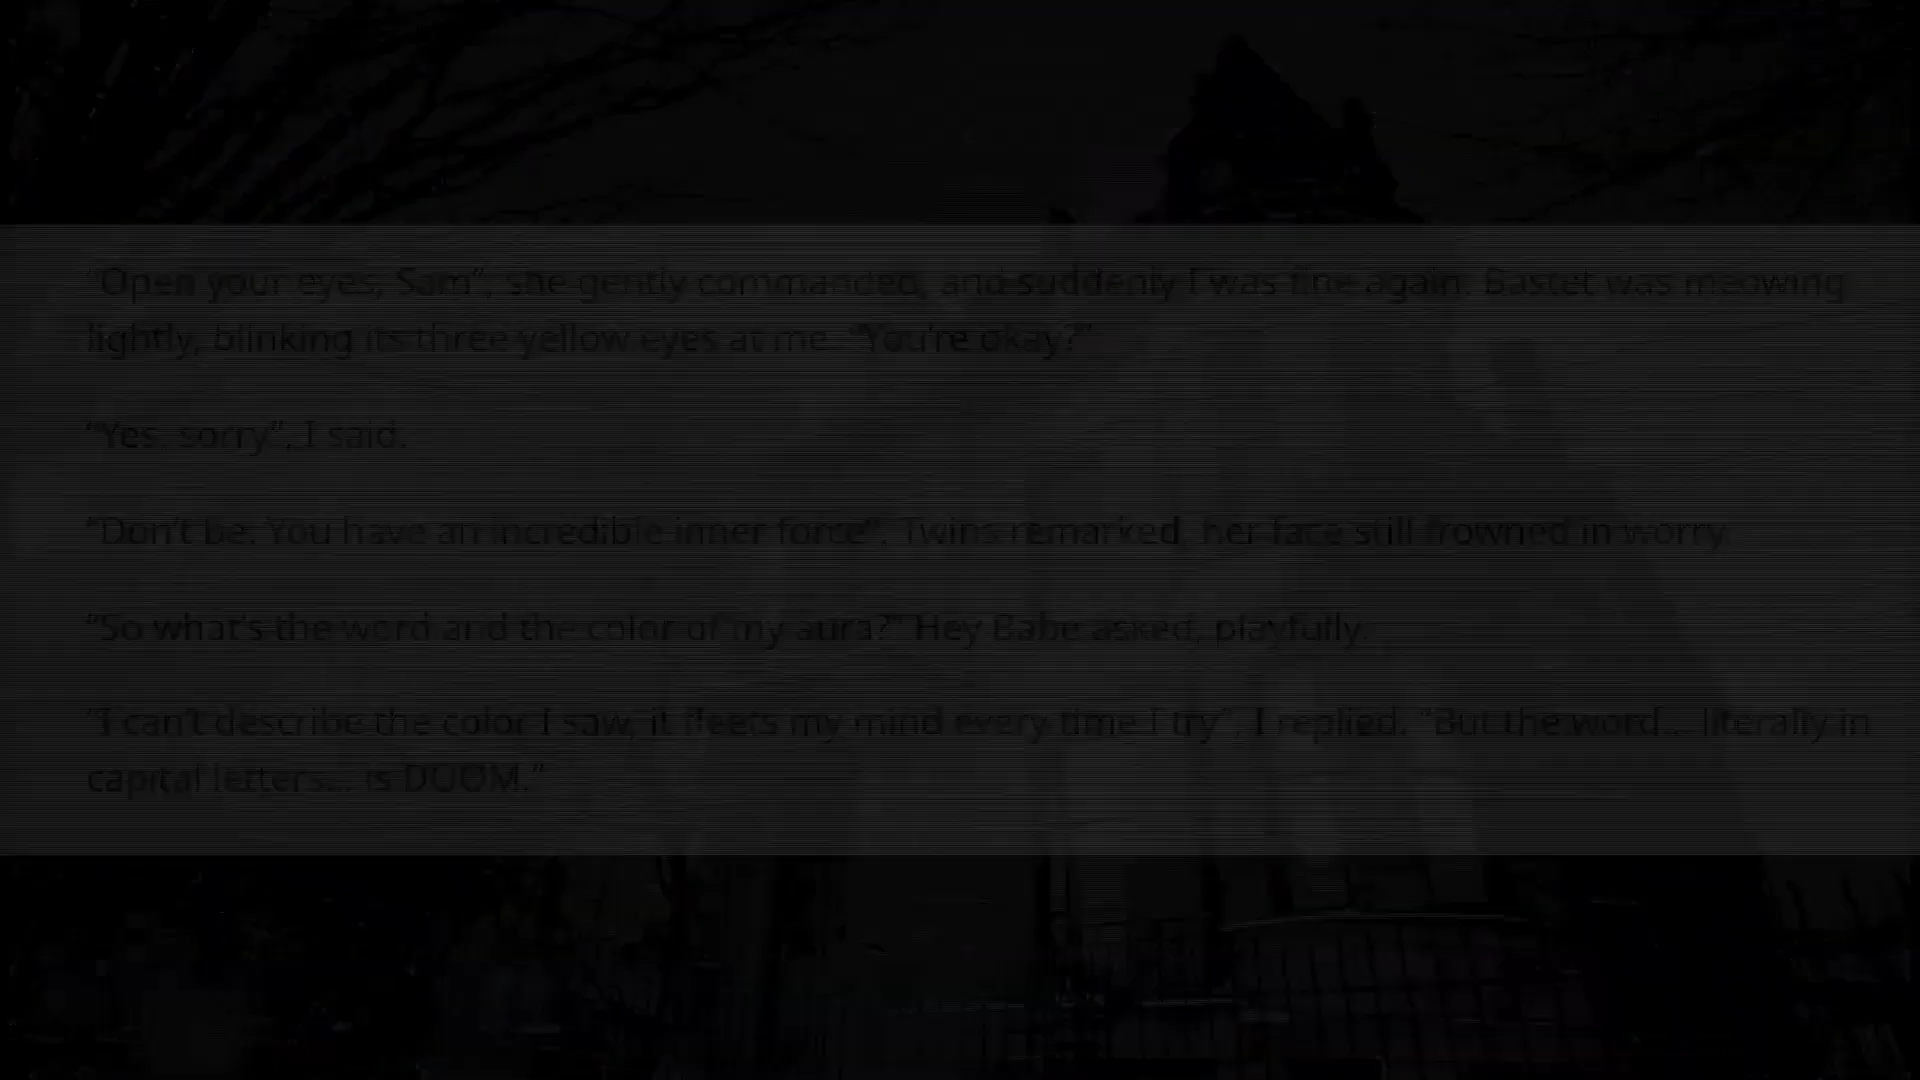 “Open your eyes, Sam”, she gently commanded, and suddenly I was fine again. Bastet was meowing
lightly, blinking its three yellow eyes at me. “You’re okay?”
“Yes, sorry”, I said.
“Don’t be. You have an incredible inner force”, Twins remarked, her face still frowned in worry.
“So what’s the word and the color of my aura?” Hey Babe asked, playfully.
“I can’t describe the color I saw, it fleets my mind every time I try”, I replied. “But the word... literally in
capital letters... is DOOM.”